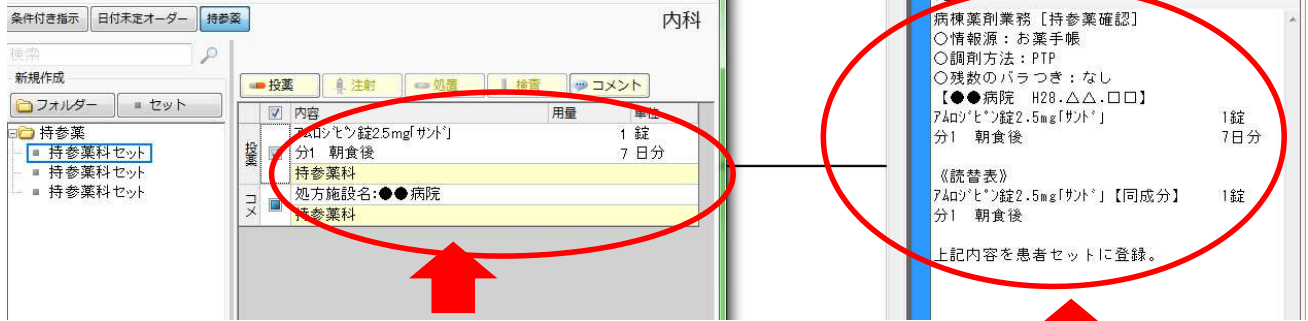 条件付き指示 日付未定オーダー 持参薬 内科
検索
新規作成
フォルダー セット
持参薬
持参薬科セット
持参薬科セット
持参薬科セット
投薬 注射 処置 検査 コメント
内容 用量 単位
投薬
ｱﾑﾛｼﾞﾋﾟﾝ錠2.5mg｢ｻﾝﾄﾞ｣ 1 錠
分1 朝食後 7 日分
持参薬科
コメ
処方施設名:●●病院
持参薬科
病棟薬剤業務［持参薬確認］
○情報源：お薬手帳
○調剤方法：PTP
○残数のバラつき：なし
【●●病院 H28.△△.□□】
ｱﾑﾛｼﾞﾋﾟﾝ錠2.5mg｢ｻﾝﾄﾞ｣ 1錠
分1 朝食後 7日分
《読替表》
ｱﾑﾛｼﾞﾋﾟﾝ錠2.5mg｢ｻﾝﾄﾞ｣【同成分】 1錠
分1 朝食後
上記内容を患者セットに登録。